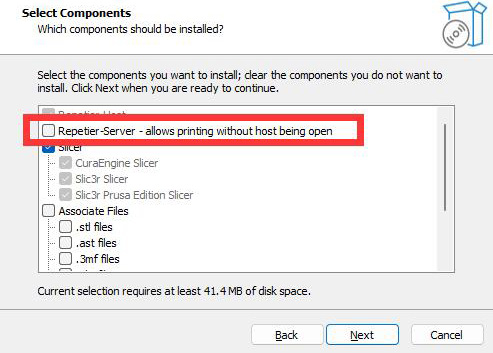 Select Components
Which components should be installed?
Select the components you want to install; clear the components you do not want to
install. Click Next when you are ready to continue.
Repetier-Host
Repetier-Server - allows printing without host being open
Slicer
CuraEngine Slicer
Slic3r Slicer
Slic3r Prusa Edition Slicer
Associate Files
.stl files
.ast files
.3mf files
Current selection requires at least 41.4 MB of disk space.
Back
Next
Cancel